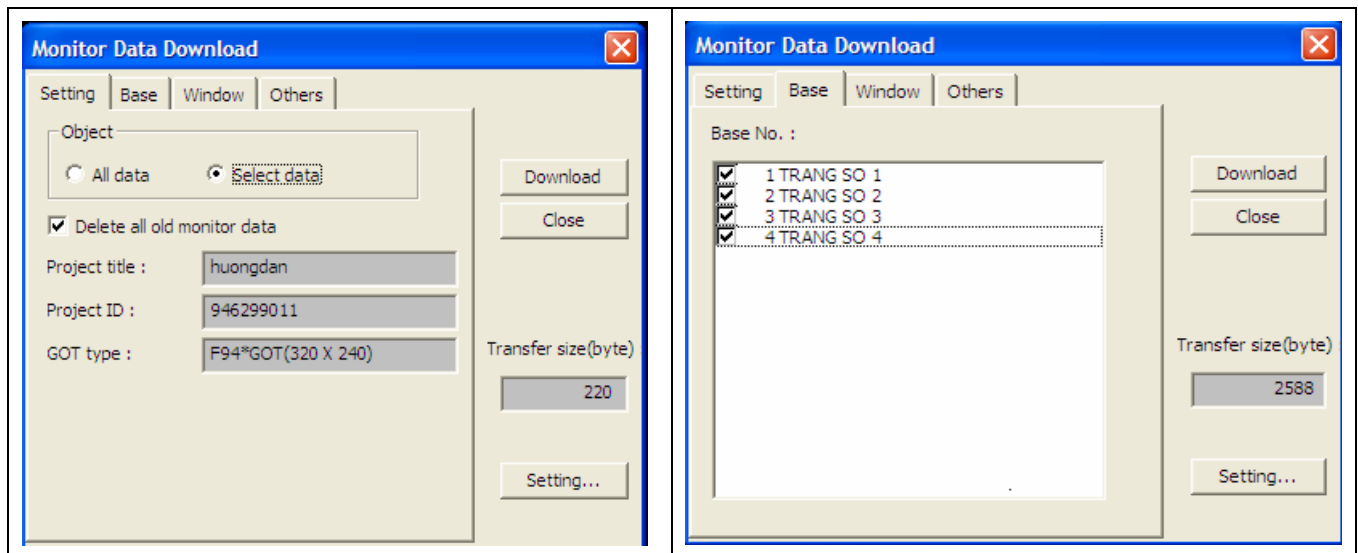 Monitor Data Download
Setting Base Window Others
Object
All data Select data
Delete all old monitor data
Project title : huongdan
Project ID : 946299011
GOT type : F94*GOT(320 X 240)
Download
Close
Transfer size(byte) :
220
Setting...
Monitor Data Download
Setting Base Window Others
Base No. :
1 TRANG SO 1
2 TRANG SO 2
3 TRANG SO 3
4 TRANG SO 4
Download
Close
Transfer size(byte) :
2588
Setting...